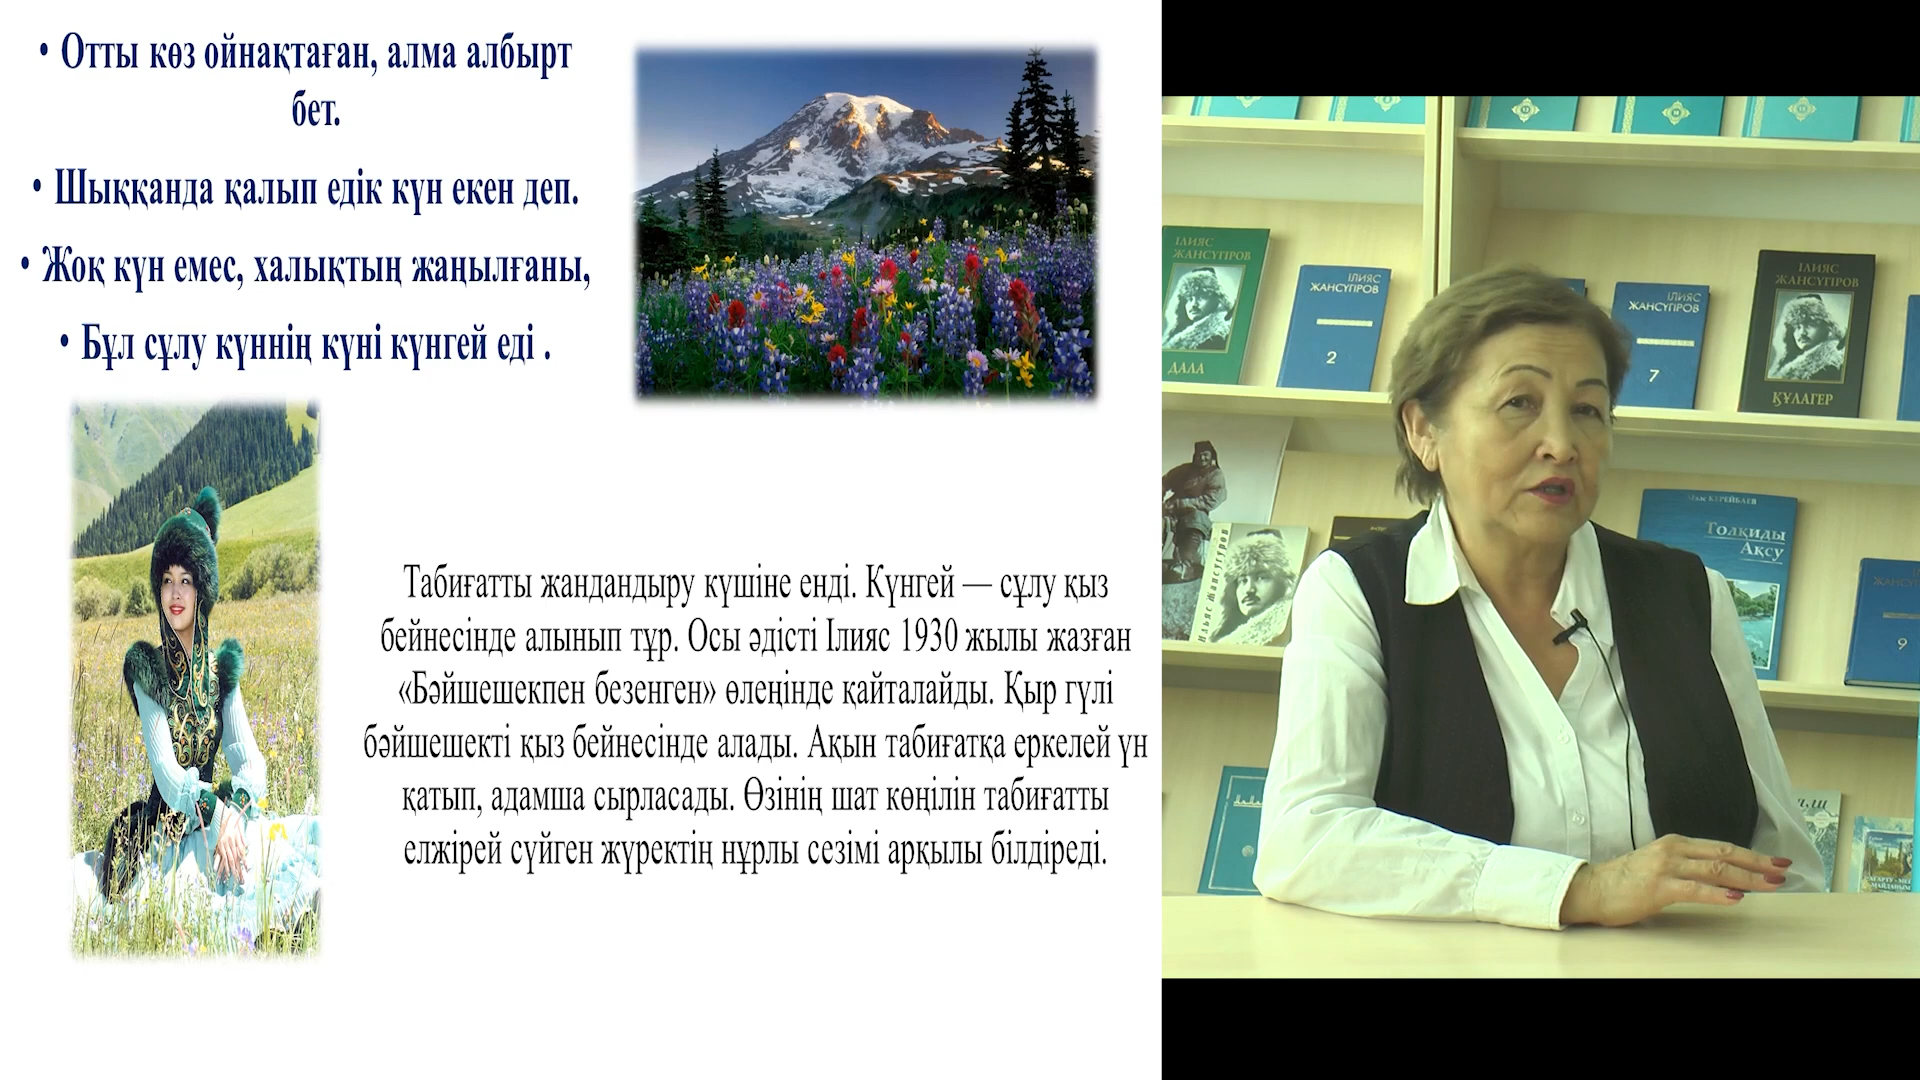 • Отты көз ойнақтаған, алма албырт
бет.
• Шыққанда қалып едік күн екен деп.
• Жоқ күн емес, халықтың жаңылғаны,
• Бұл сұлу күннің күні күнгей еді .
Табиғатты жандандыру күшіне енді. Күнгей — сұлу қыз
бейнесінде алынып тұр. Осы әдісті Ілияс 1930 жылы жазған
«Бәйшешекпен безенген» өлеңінде қайталайды. Қыр гүлі
бәйшешекті қыз бейнесінде алады. Ақын табиғатқа еркелей үн
қатып, адамша сырласады. Өзінің шат көңілін табиғатты
елжірей сүйген жүректің нұрлы сезімі арқылы білдіреді.
ІЛИЯС
ЖАНСҮГІРОВ
ДАЛА
ІЛИЯС
ЖАНСҮГІРОВ
2
ІЛИЯС
ЖАНСҮГІРОВ
7
ІЛИЯС
ЖАНСҮГІРОВ
ҚҰЛАГЕР
Ильяс Жансугуров
Толқиды
Ақсу
9